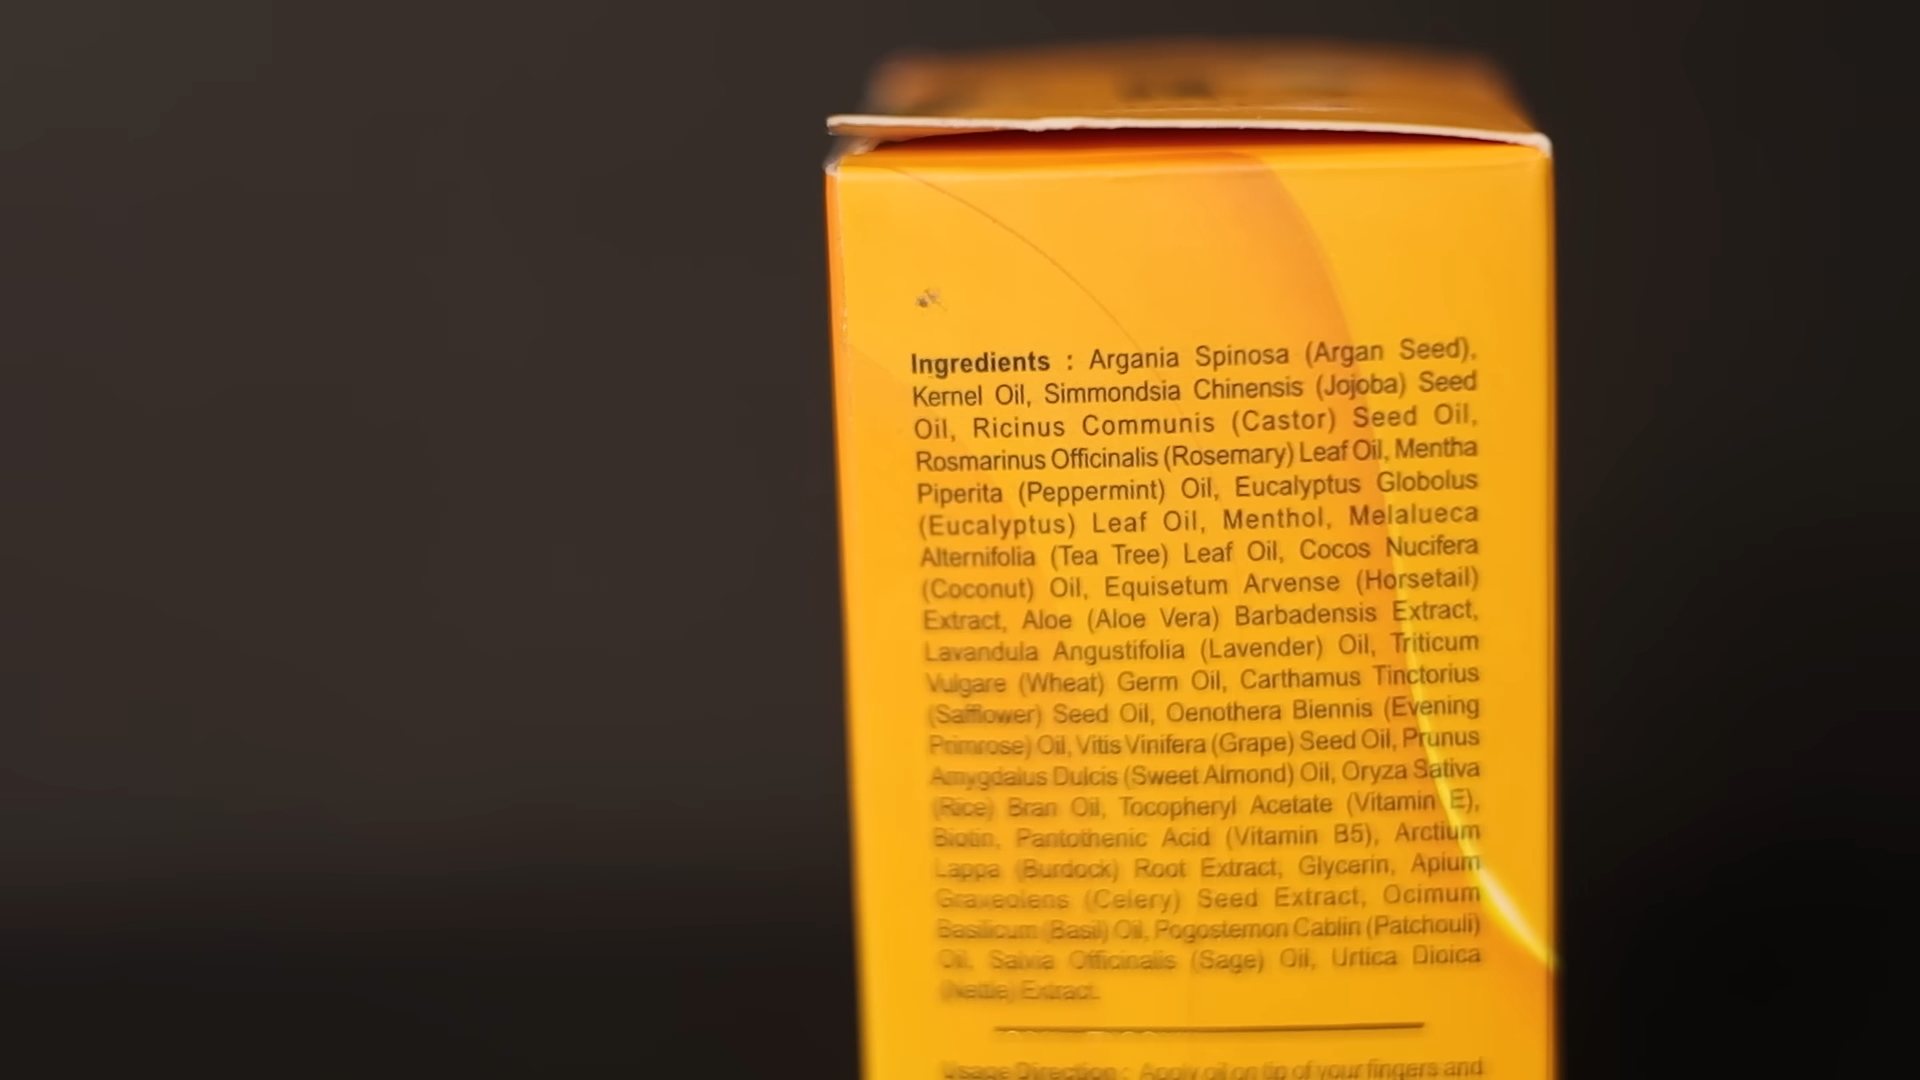 Ingredients : Argania Spinosa (Argan Seed),
Kernel Oil, Simmondsia Chinensis (Jojoba) Seed
Oil, Ricinus Communis (Castor) Seed Oil,
Rosmarinus Officinalis (Rosemary) Leaf Oil, Mentha
Piperita (Peppermint) Oil, Eucalyptus Globolus
(Eucalyptus) Leaf Oil, Menthol, Melalueca
Alternifolia (Tea Tree) Leaf Oil, Cocos Nucifera
(Coconut) Oil, Equisetum Arvense (Horsetail)
Extract, Aloe (Aloe Vera) Barbadensis Extract,
Lavandula Angustifolia (Lavender) Oil, Triticum
Vulgare (Wheat) Germ Oil, Carthamus Tinctorius
(Safflower) Seed Oil, Oenothera Biennis (Evening
Primrose) Oil, Vitis Vinifera (Grape) Seed Oil, Prunus
Amygdalus Dulcis (Sweet Almond) Oil, Oryza Sativa
(Rice) Bran Oil, Tocopheryl Acetate (Vitamin E),
Biotin, Pantothenic Acid (Vitamin B5), Arctium
Lappa (Burdock) Root Extract, Glycerin, Apium
Graveolens (Celery) Seed Extract, Ocimum
Basilicum (Basil) Oil, Pogostemon Cablin (Patchouli)
Oil, Salvia Officinalis (Sage) Oil, Urtica Dioica
(Nettle) Extract.
Usage Direction : Apply oil on tip of your fingers and